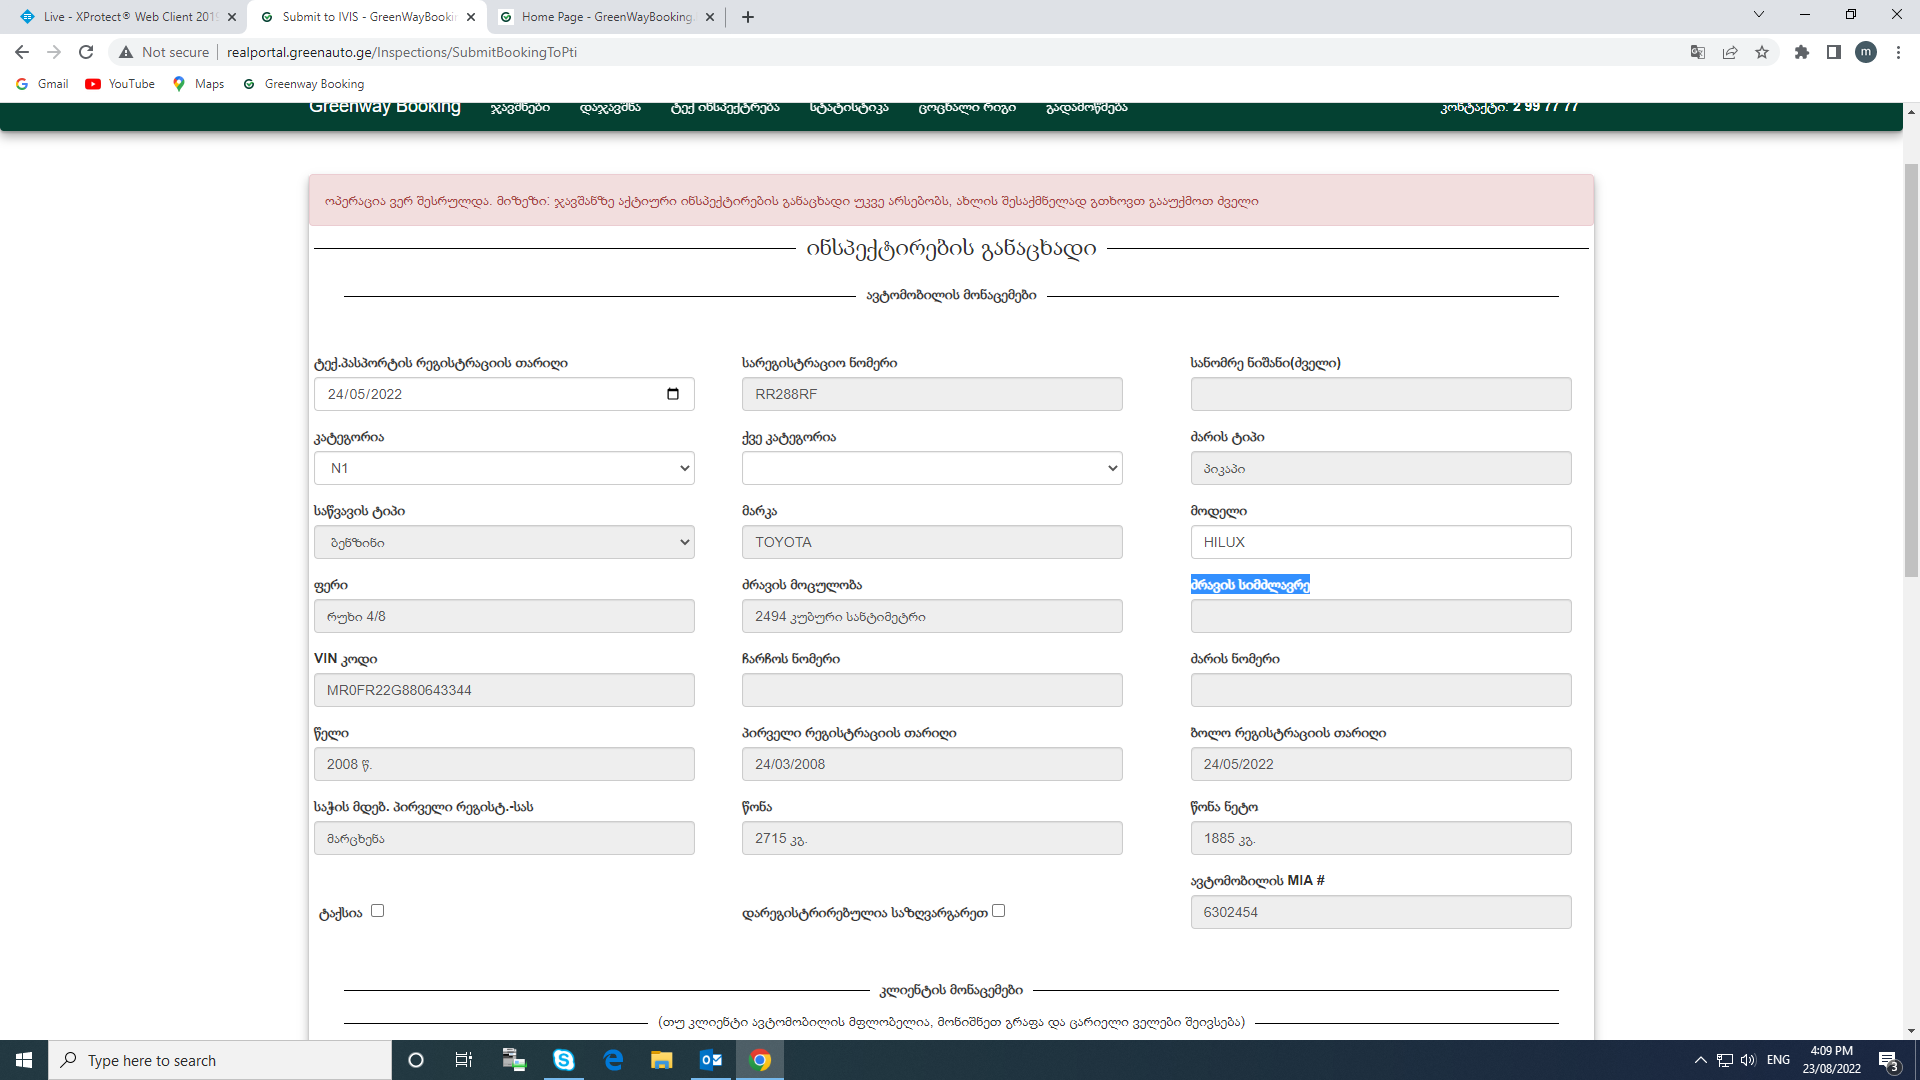 Live - XProtect® Web Client 2019
Submit to IVIS - GreenWayBookin
Home Page - GreenWayBooking.
Not secure
realportal.greenauto.ge/Inspections/SubmitBookingToPti
m
Gmail
YouTube
Maps
Greenway Booking
Greenway Booking ჯავშნები დაჯავშნა ტექ ინსპექტრება სტატისტიკა ცოცხალი რიგი გადამოწმება კონტაქტი: 2 99 77 77
ოპერაცია ვერ შესრულდა. მიზეზი: ჯავშანზე აქტიური ინსპექტირების განაცხადი უკვე არსებობს, ახლის შესაქმნელად გთხოვთ გააუქმოთ ძველი
ინსპექტირების განაცხადი
ავტომობილის მონაცემები
ტექ.პასპორტის რეგისტრაციის თარიღი
24/05/2022
სარეგისტრაციო ნომერი
RR288RF
სანომრე ნიშანი(ძველი)
კატეგორია
N1
ქვე კატეგორია
ძარის ტიპი
პიკაპი
საწვავის ტიპი
ბენზინი
მარკა
TOYOTA
მოდელი
HILUX
ფერი
რუხი 4/8
ძრავის მოცულობა
2494 კუბური სანტიმეტრი
ძრავის სიმძლავრე
VIN კოდი
MR0FR22G880643344
ჩარჩოს ნომერი
ძარის ნომერი
წელი
2008 წ.
პირველი რეგისტრაციის თარიღი
24/03/2008
ბოლო რეგისტრაციის თარიღი
24/05/2022
საჭის მდებ. პირველი რეგისტ.-სას
მარცხენა
წონა
2715 კგ.
წონა ნეტო
1885 კგ.
ტაქსია
დარეგისტრირებულია საზღვარგარეთ
ავტომობილის MIA #
6302454
კლიენტის მონაცემები
(თუ კლიენტი ავტომობილის მფლობელია, მონიშნეთ გრაფა და ცარიელი ველები შეივსება)
Type here to search
ENG
4:09 PM
23/08/2022
3